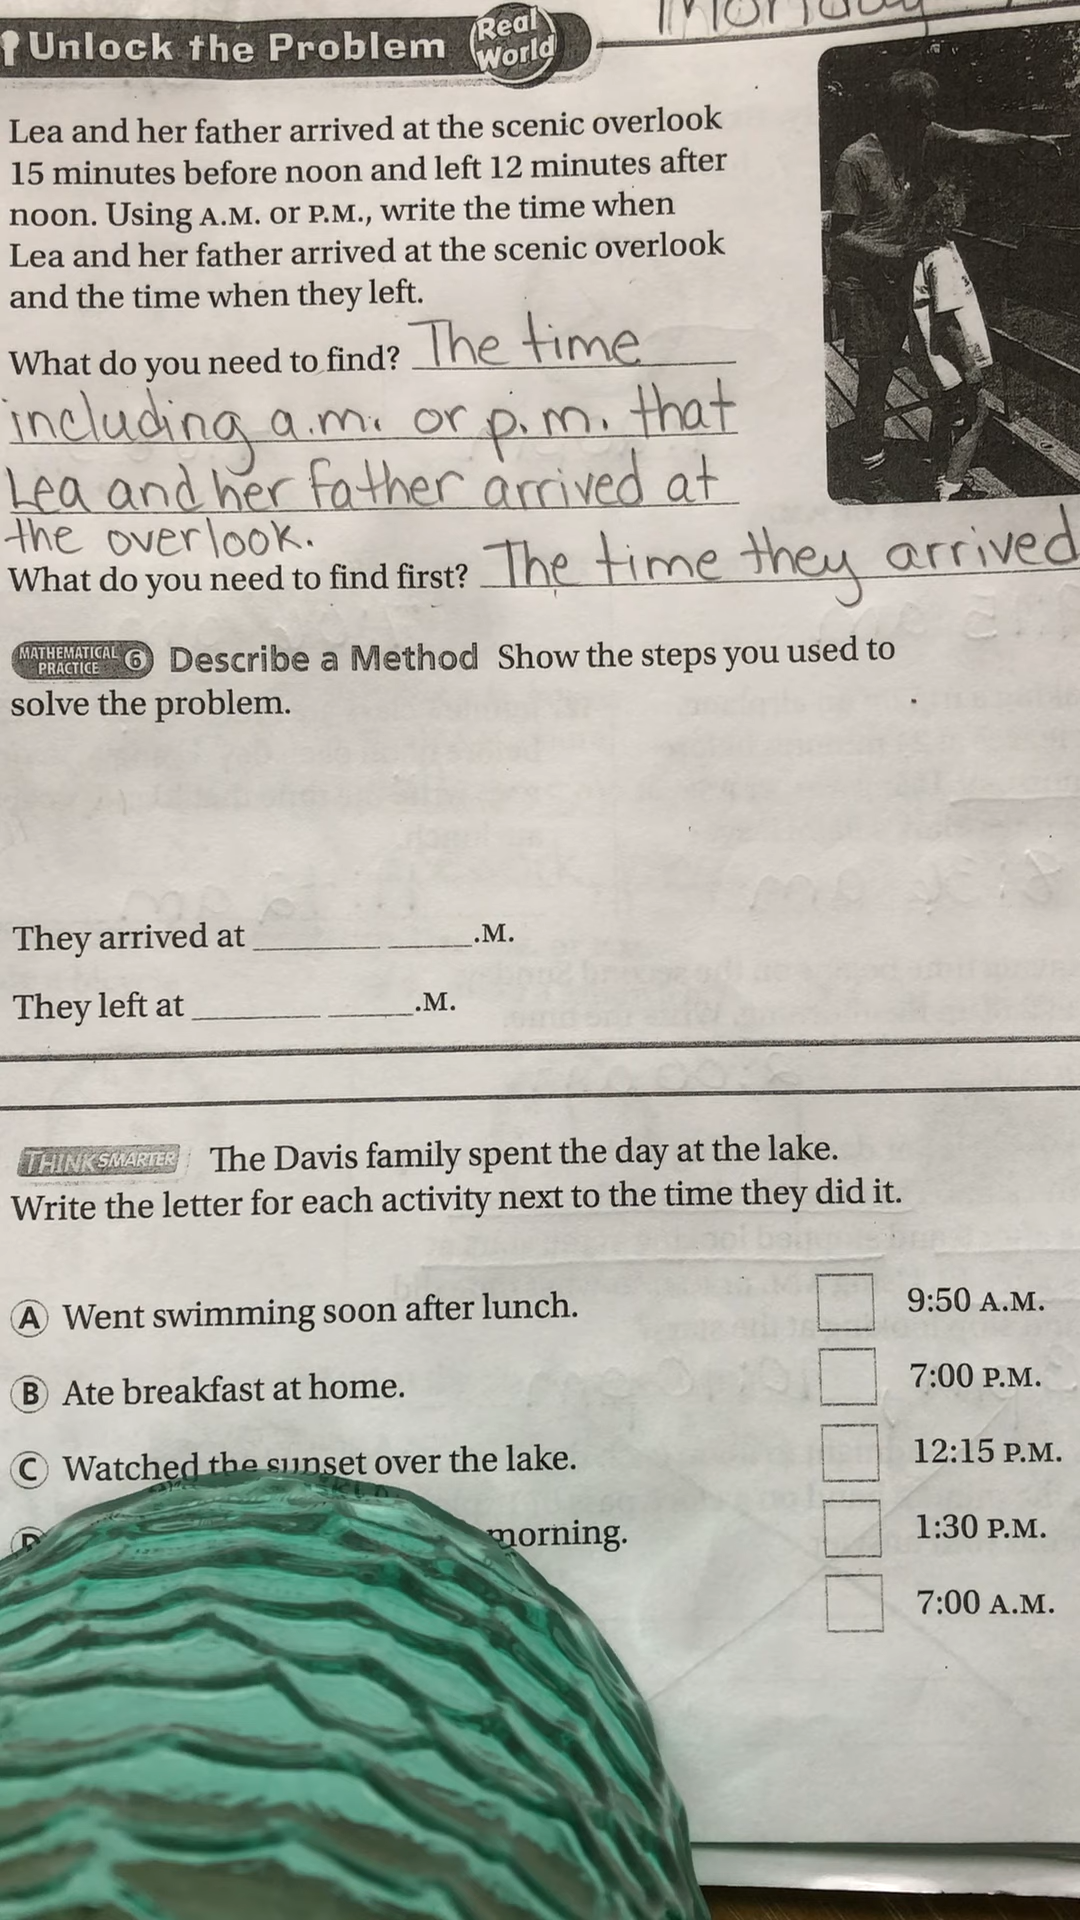 Monday
Unlock the Problem Real World
Lea and her father arrived at the scenic overlook
15 minutes before noon and left 12 minutes after
noon. Using A.M. or P.M., write the time when
Lea and her father arrived at the scenic overlook
and the time when they left.
What do you need to find? The time
including a.m. or p.m. that
Lea and her father arrived at
the overlook.
What do you need to find first? The time they arrived
MATHEMATICAL PRACTICE 6 Describe a Method Show the steps you used to
solve the problem.
They arrived at ______ ____.M.
They left at ______ ____.M.
THINKSMARTER The Davis family spent the day at the lake.
Write the letter for each activity next to the time they did it.
A Went swimming soon after lunch. 9:50 A.M.
B Ate breakfast at home. 7:00 P.M.
C Watched the sunset over the lake. 12:15 P.M.
morning. 1:30 P.M.
7:00 A.M.